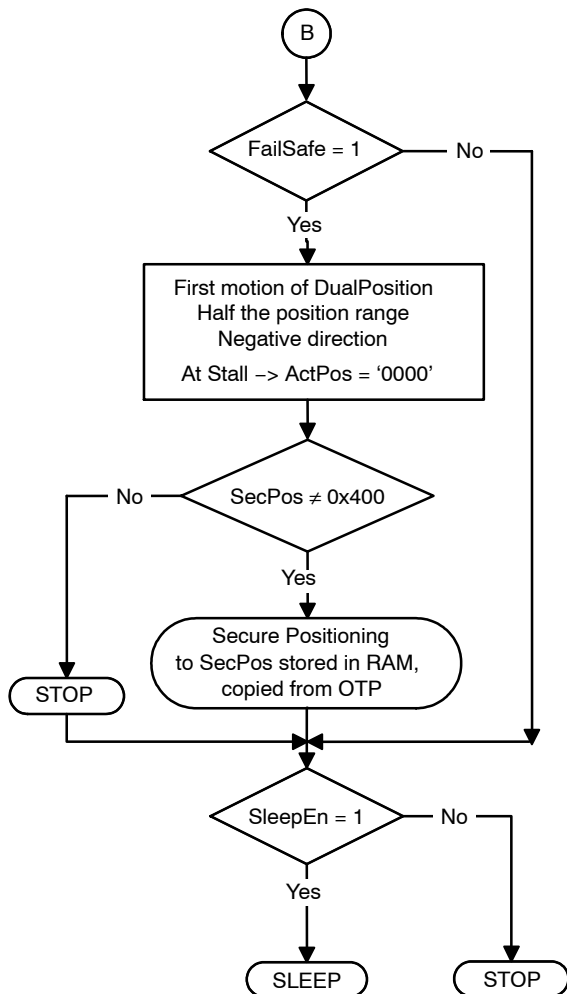 B
FailSafe = 1
No
Yes
First motion of DualPosition
Half the position range
Negative direction
At Stall −> ActPos = ‘0000’
No
SecPos ≠ 0x400
Yes
Secure Positioning
to SecPos stored in RAM,
copied from OTP
STOP
SleepEn = 1
No
Yes
SLEEP
STOP